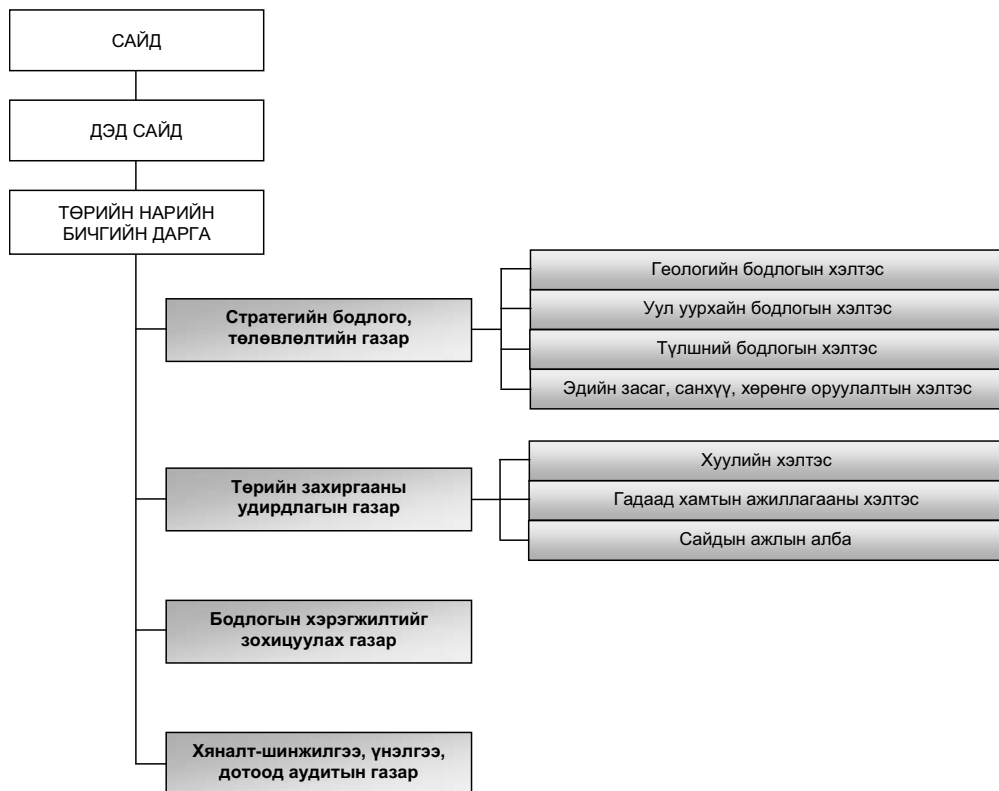 САЙД
ДЭД САЙД
ТӨРИЙН НАРИЙН
БИЧГИЙН ДАРГА
Стратегийн бодлого,
төлөвлөлтийн газар
Геологийн бодлогын хэлтэс
Уул уурхайн бодлогын хэлтэс
Түлшний бодлогын хэлтэс
Эдийн засаг, санхүү, хөрөнгө оруулалтын хэлтэс
Төрийн захиргааны
удирдлагын газар
Хуулийн хэлтэс
Гадаад хамтын ажиллагааны хэлтэс
Сайдын ажлын алба
Бодлогын хэрэгжилтийг
зохицуулах газар
Хяналт-шинжилгээ, үнэлгээ,
дотоод аудитын газар